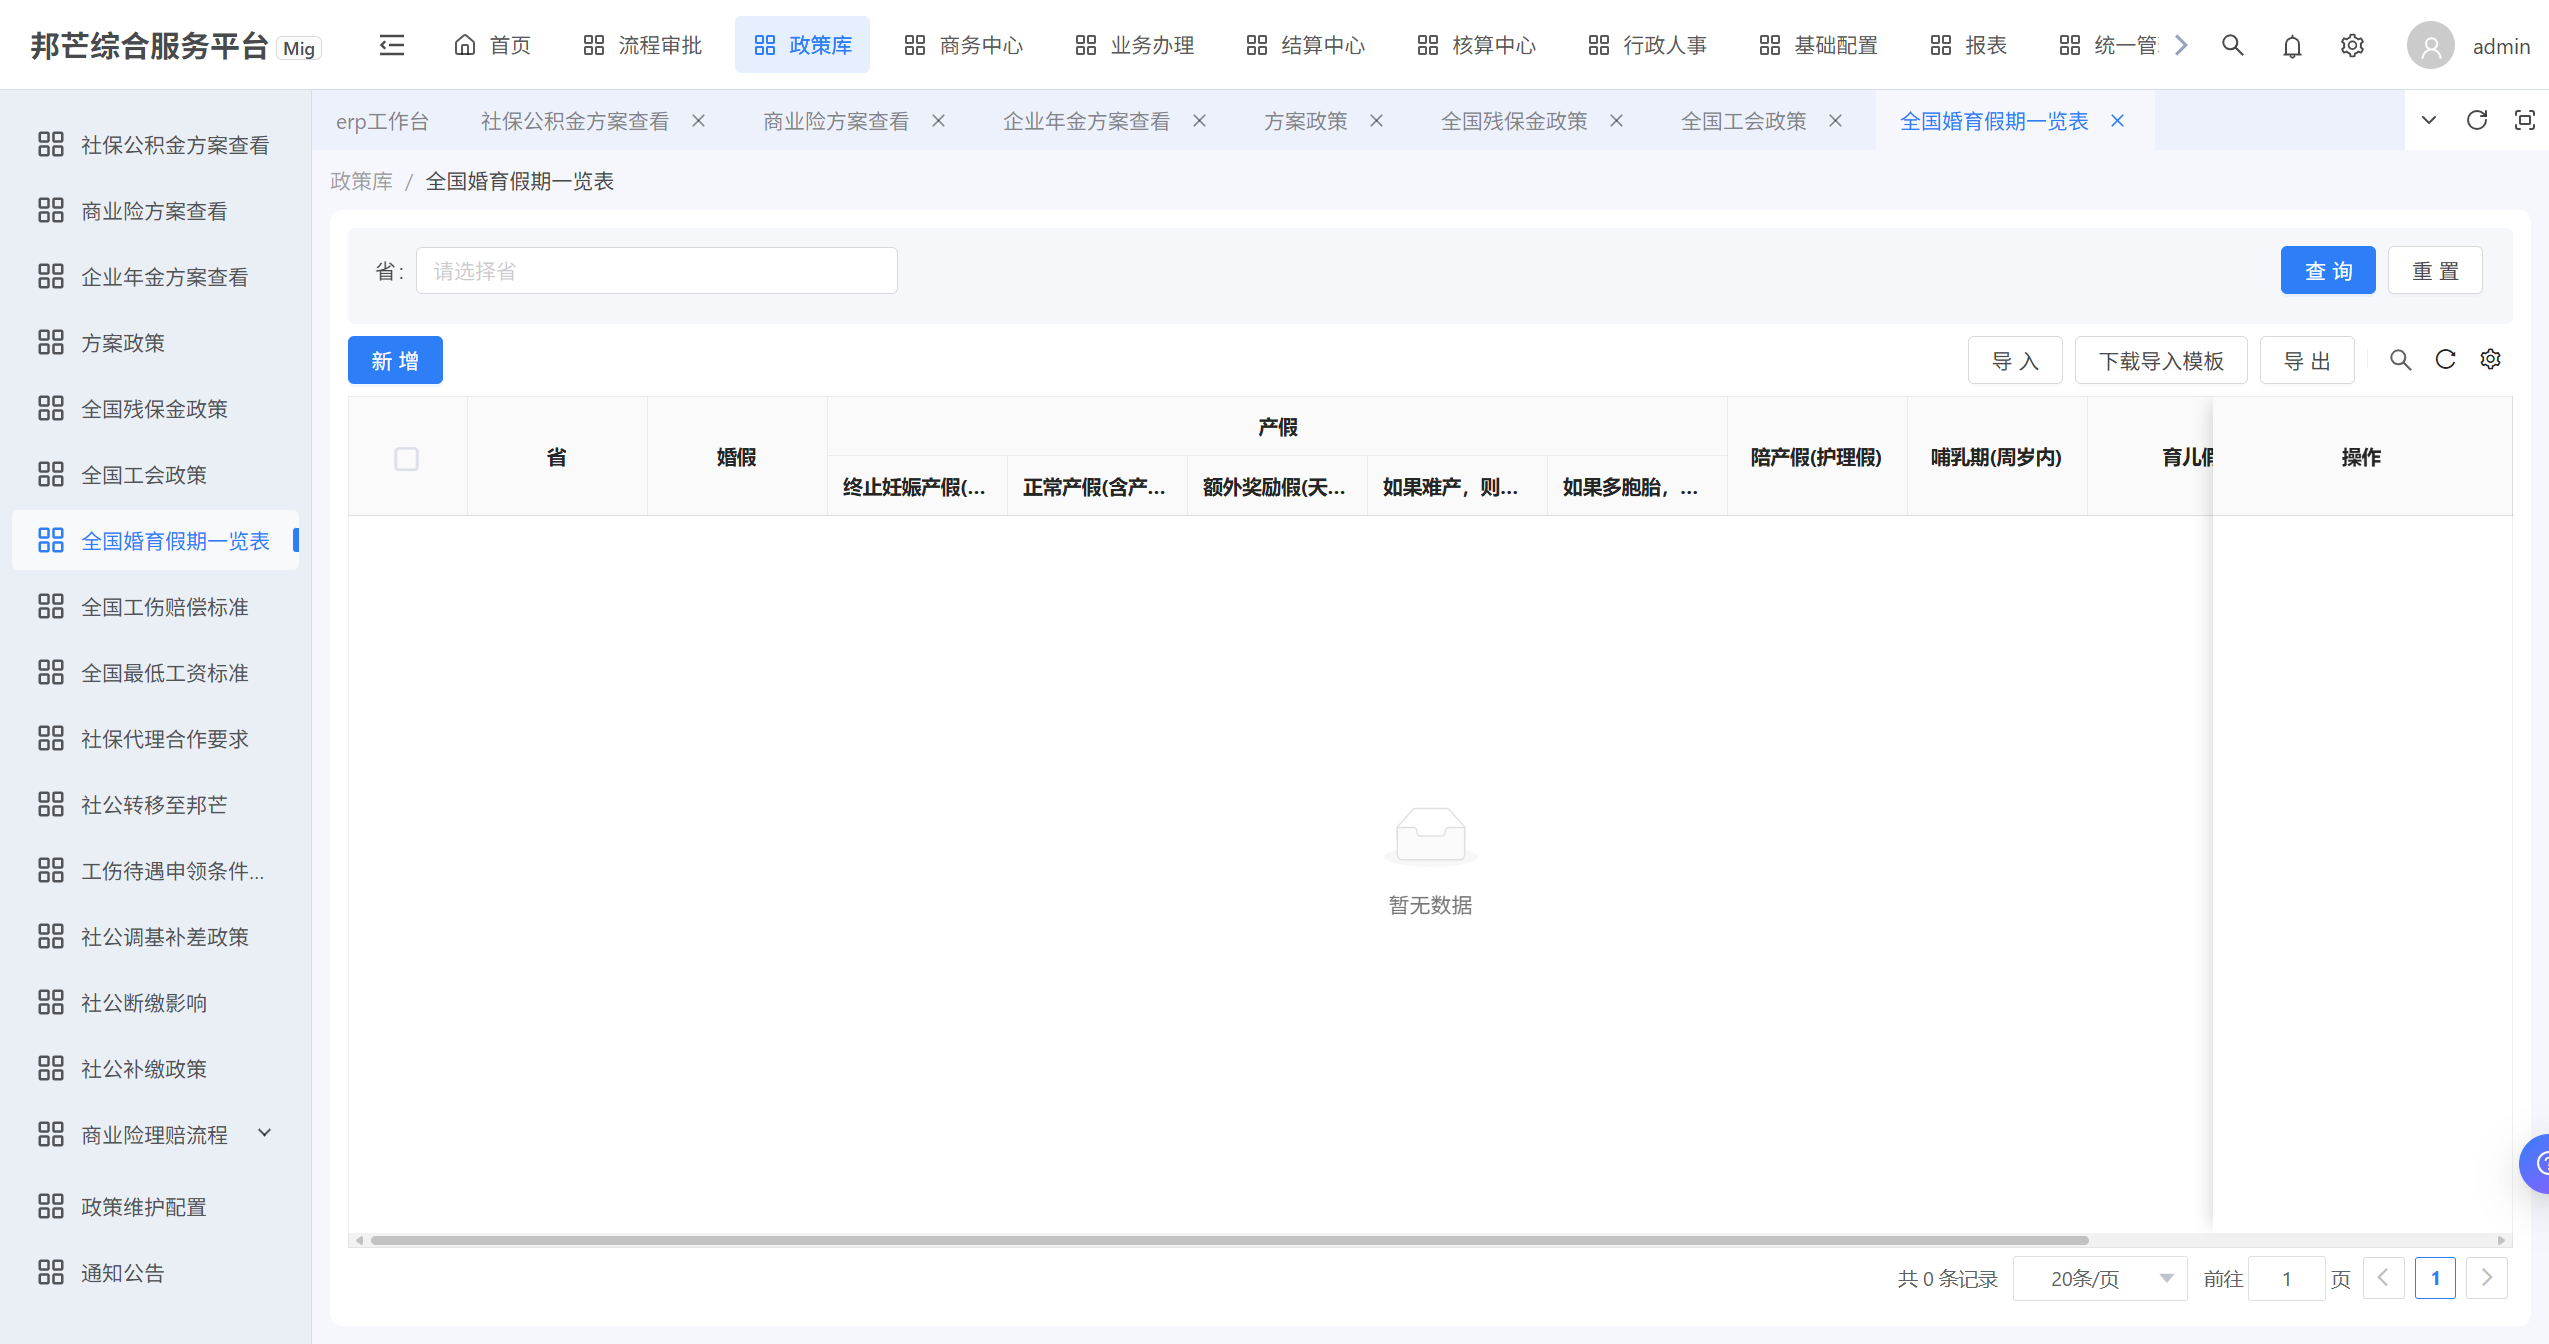 邦芒综合服务平台 Mig
首页 流程审批 政策库 商务中心 业务办理 结算中心 核算中心 行政人事 基础配置 报表 统一管 admin
erp工作台 社保公积金方案查看 商业险方案查看 企业年金方案查看 方案政策 全国残保金政策 全国工会政策 全国婚育假期一览表
社保公积金方案查看
商业险方案查看
企业年金方案查看
方案政策
全国残保金政策
全国工会政策
全国婚育假期一览表
全国工伤赔偿标准
全国最低工资标准
社保代理合作要求
社公转移至邦芒
工伤待遇申领条件...
社公调基补差政策
社公断缴影响
社公补缴政策
商业险理赔流程
政策维护配置
通知公告
政策库 / 全国婚育假期一览表
省: 请选择省 查 询 重 置
新 增 导 入 下载导入模板 导 出
省 婚假 产假 陪产假(护理假) 哺乳期(周岁内) 育儿假 操作
终止妊娠产假(... 正常产假(含产... 额外奖励假(天... 如果难产，则... 如果多胞胎，...
暂无数据
共 0 条记录 20条/页 前往 1 页 1